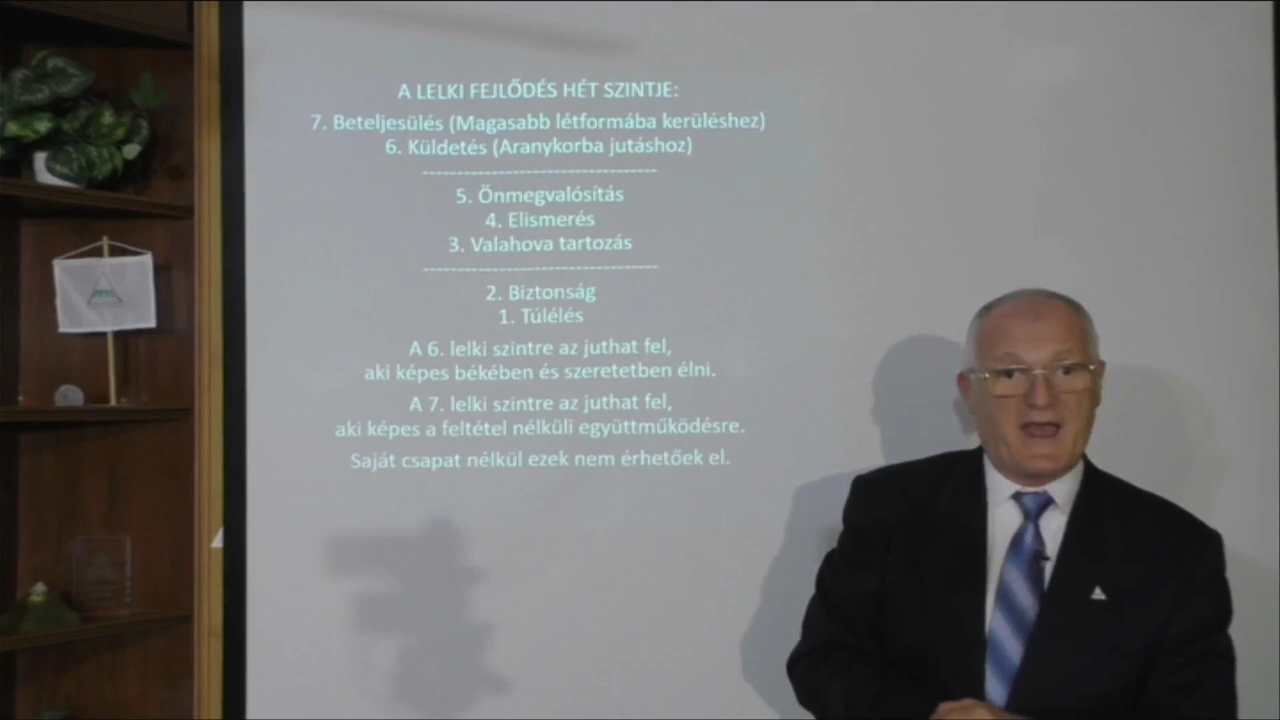 A LELKI FEJLŐDÉS HÉT SZINTJE:
7. Beteljesülés (Magasabb létformába kerüléshez)
6. Küldetés (Aranykorba jutáshoz)
------------------------------
5. Önmegvalósítás
4. Elismerés
3. Valahova tartozás
------------------------------
2. Biztonság
1. Túlélés
A 6. lelki szintre az juthat fel,
aki képes békében és szeretetben élni.
A 7. lelki szintre az juthat fel,
aki képes a feltétel nélküli együttműködésre.
Saját csapat nélkül ezek nem érhetőek el.